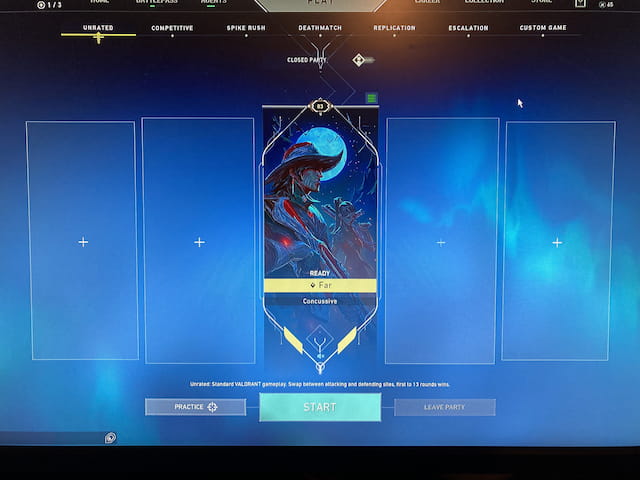 1 / 3
HOME
BATTLEPASS
AGENTS
PLAY
CAREER
COLLECTION
STORE
45
UNRATED
COMPETITIVE
SPIKE RUSH
DEATHMATCH
REPLICATION
ESCALATION
CUSTOM GAME
CLOSED PARTY
83
READY
Far
Concussive
Unrated: Standard VALORANT gameplay. Swap between attacking and defending sites, first to 13 rounds wins.
PRACTICE
START
LEAVE PARTY